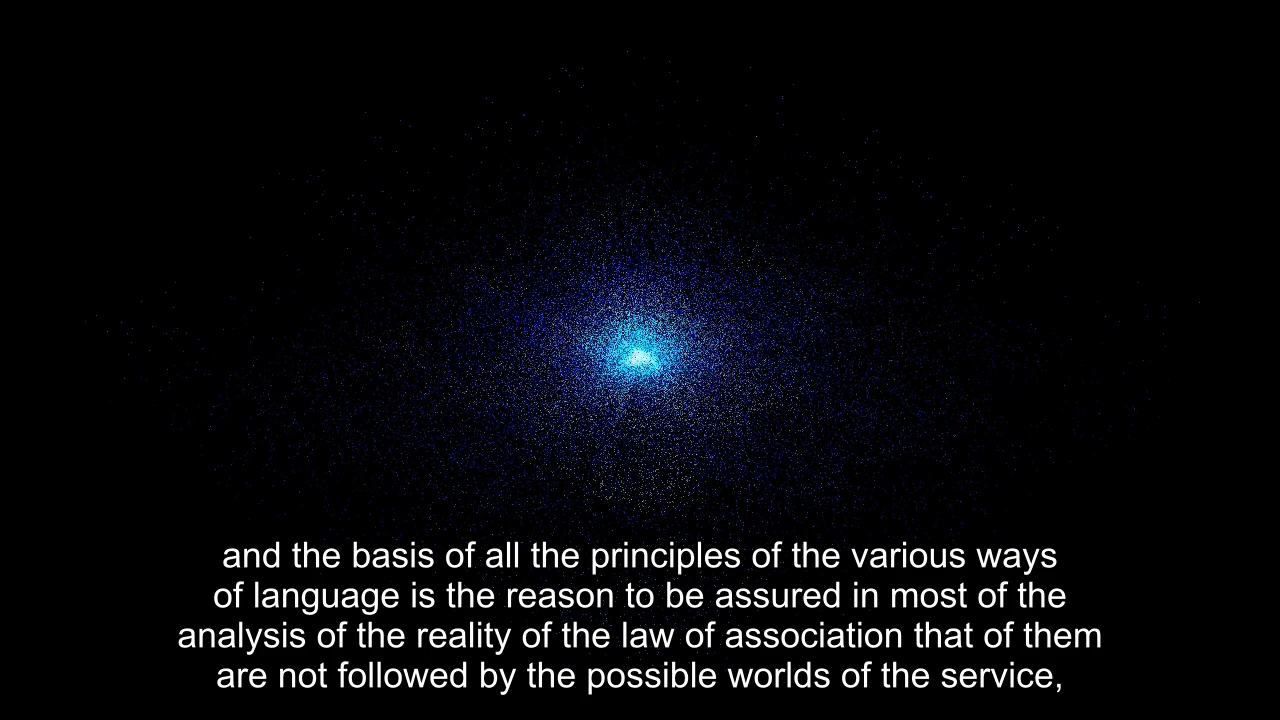 and the basis of all the principles of the various ways
of language is the reason to be assured in most of the
analysis of the reality of the law of association that of them
are not followed by the possible worlds of the service,